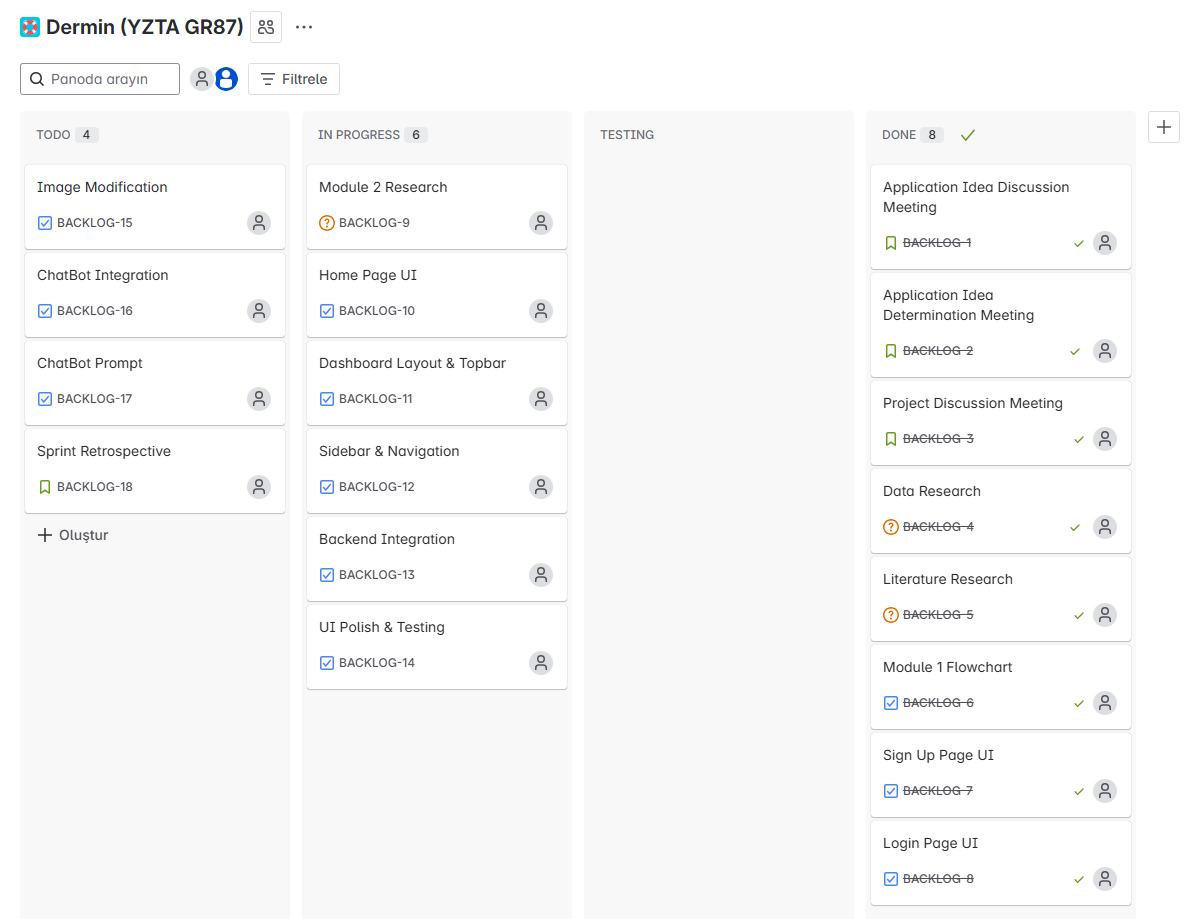 Dermin (YZTA GR87)
Panoda arayın
Filtrele
TODO 4
Image Modification
BACKLOG-15
ChatBot Integration
BACKLOG-16
ChatBot Prompt
BACKLOG-17
Sprint Retrospective
BACKLOG-18
Oluştur
IN PROGRESS 6
Module 2 Research
BACKLOG-9
Home Page UI
BACKLOG-10
Dashboard Layout & Topbar
BACKLOG-11
Sidebar & Navigation
BACKLOG-12
Backend Integration
BACKLOG-13
UI Polish & Testing
BACKLOG-14
TESTING
DONE 8
Application Idea Discussion
Meeting
BACKLOG-1
Application Idea
Determination Meeting
BACKLOG-2
Project Discussion Meeting
BACKLOG-3
Data Research
BACKLOG-4
Literature Research
BACKLOG-5
Module 1 Flowchart
BACKLOG-6
Sign Up Page UI
BACKLOG-7
Login Page UI
BACKLOG-8